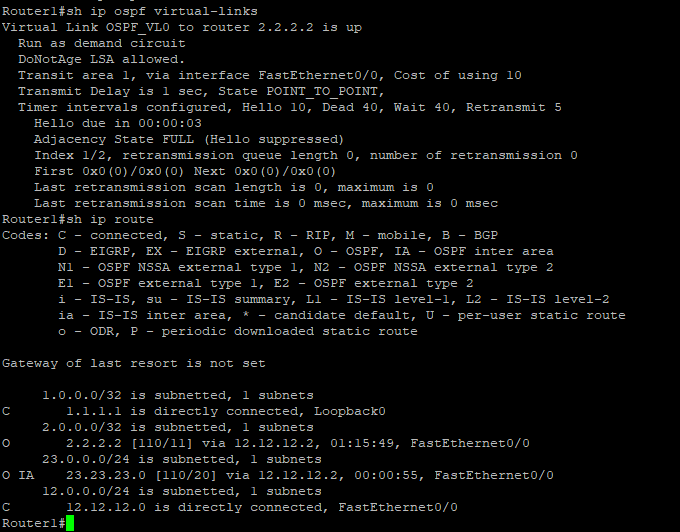 Router1#sh ip ospf virtual-links
Virtual Link OSPF_VL0 to router 2.2.2.2 is up
  Run as demand circuit
  DoNotAge LSA allowed.
  Transit area 1, via interface FastEthernet0/0, Cost of using 10
  Transmit Delay is 1 sec, State POINT_TO_POINT,
  Timer intervals configured, Hello 10, Dead 40, Wait 40, Retransmit 5
    Hello due in 00:00:03
    Adjacency State FULL (Hello suppressed)
    Index 1/2, retransmission queue length 0, number of retransmission 0
    First 0x0(0)/0x0(0) Next 0x0(0)/0x0(0)
    Last retransmission scan length is 0, maximum is 0
    Last retransmission scan time is 0 msec, maximum is 0 msec
Router1#sh ip route
Codes: C - connected, S - static, R - RIP, M - mobile, B - BGP
       D - EIGRP, EX - EIGRP external, O - OSPF, IA - OSPF inter area
       N1 - OSPF NSSA external type 1, N2 - OSPF NSSA external type 2
       E1 - OSPF external type 1, E2 - OSPF external type 2
       i - IS-IS, su - IS-IS summary, L1 - IS-IS level-1, L2 - IS-IS level-2
       ia - IS-IS inter area, * - candidate default, U - per-user static route
       o - ODR, P - periodic downloaded static route

Gateway of last resort is not set

     1.0.0.0/32 is subnetted, 1 subnets
C       1.1.1.1 is directly connected, Loopback0
     2.0.0.0/32 is subnetted, 1 subnets
O       2.2.2.2 [110/11] via 12.12.12.2, 01:15:49, FastEthernet0/0
     23.0.0.0/24 is subnetted, 1 subnets
O IA    23.23.23.0 [110/20] via 12.12.12.2, 00:00:55, FastEthernet0/0
     12.0.0.0/24 is subnetted, 1 subnets
C       12.12.12.0 is directly connected, FastEthernet0/0
Router1#